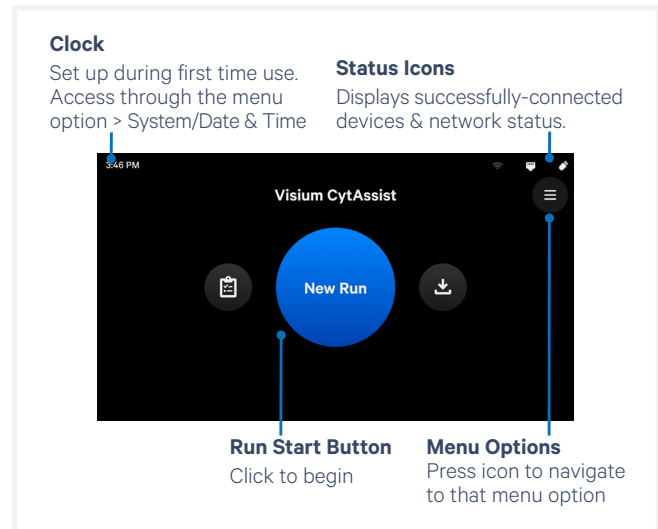 Clock
Set up during first time use.
Access through the menu
option > System/Date & Time
Status Icons
Displays successfully-connected
devices & network status.
3:46 PM
Visium CytAssist
New Run
Run Start Button
Click to begin
Menu Options
Press icon to navigate
to that menu option